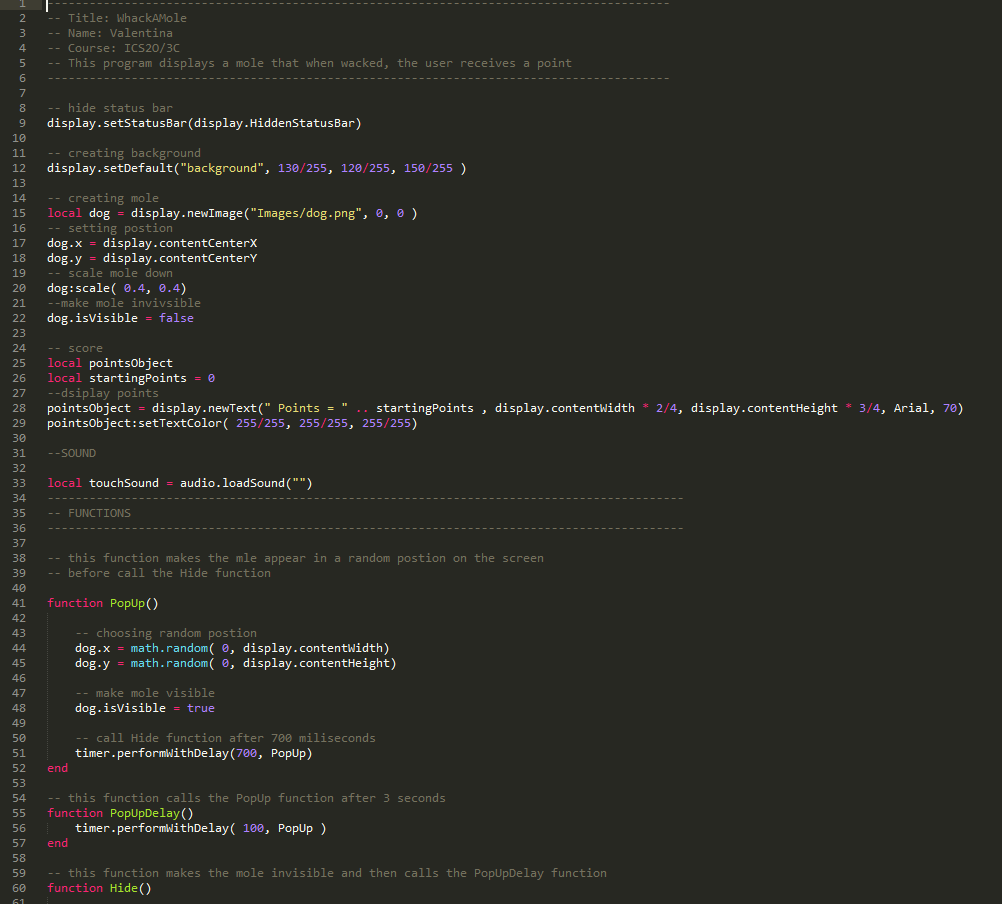 1 -----------------------------------------------------------------------------------------
2 -- Title: WhackAMole
3 -- Name: Valentina
4 -- Course: ICS2O/3C
5 -- This program displays a mole that when wacked, the user receives a point
6 -----------------------------------------------------------------------------------------
7
8 -- hide status bar
9 display.setStatusBar(display.HiddenStatusBar)
10
11 -- creating background
12 display.setDefault("background", 130/255, 120/255, 150/255 )
13
14 -- creating mole
15 local dog = display.newImage("Images/dog.png", 0, 0 )
16 -- setting postion
17 dog.x = display.contentCenterX
18 dog.y = display.contentCenterY
19 -- scale mole down
20 dog:scale( 0.4, 0.4)
21 --make mole invivsible
22 dog.isVisible = false
23
24 -- score
25 local pointsObject
26 local startingPoints = 0
27 --dsiplay points
28 pointsObject = display.newText(" Points = " .. startingPoints , display.contentWidth * 2/4, display.contentHeight * 3/4, Arial, 70)
29 pointsObject:setTextColor( 255/255, 255/255, 255/255)
30
31 --SOUND
32
33 local touchSound = audio.loadSound("")
34 -------------------------------------------------------------------------------------------
35 -- FUNCTIONS
36 -------------------------------------------------------------------------------------------
37
38 -- this function makes the mle appear in a random postion on the screen
39 -- before call the Hide function
40
41 function PopUp()
42
43     -- choosing random postion
44     dog.x = math.random( 0, display.contentWidth)
45     dog.y = math.random( 0, display.contentHeight)
46
47     -- make mole visible
48     dog.isVisible = true
49
50     -- call Hide function after 700 miliseconds
51     timer.performWithDelay(700, PopUp)
52 end
53
54 -- this function calls the PopUp function after 3 seconds
55 function PopUpDelay()
56     timer.performWithDelay( 100, PopUp )
57 end
58
59 -- this function makes the mole invisible and then calls the PopUpDelay function
60 function Hide()
61